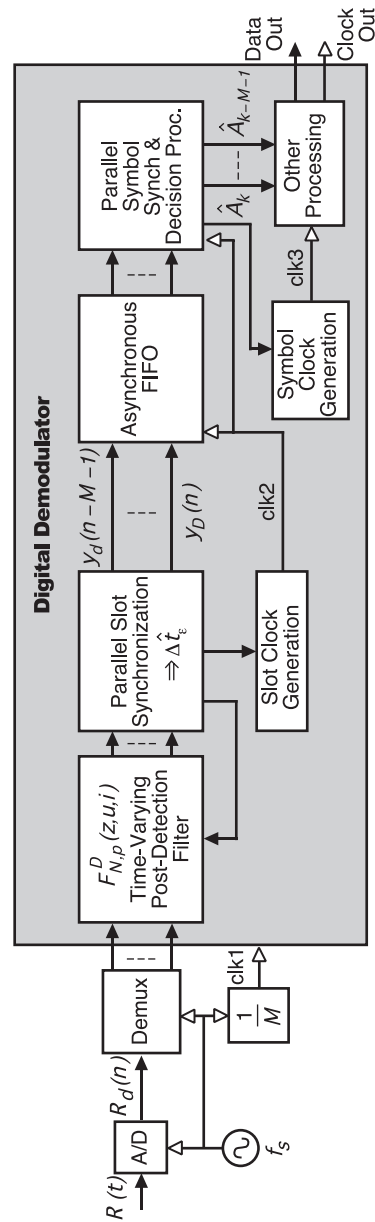 Digital Demodulator
R (t)
A/D
R_d(n)
f_s
Demux
1
M
clk1
F^D_{N,p}(z,u,i)
Time-Varying
Post-Detection
Filter
Parallel Slot
Synchronization
⇒ Δt̂_ε
Slot Clock
Generation
y_d(n – M – 1)
y_D(n)
clk2
Asynchronous
FIFO
Parallel
Symbol
Synch &
Decision Proc.
Symbol
Clock
Generation
Â_k
Â_{k–M–1}
clk3
Other
Processing
Data
Out
Clock
Out